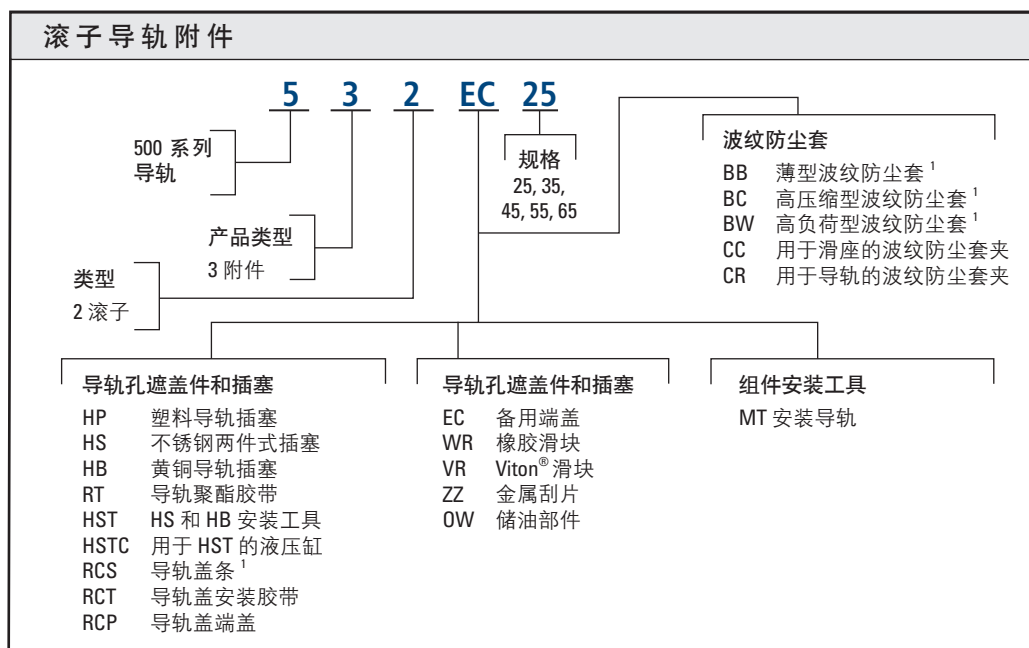 滚子导轨附件
5 3 2 EC 25
500 系列
导轨
产品类型
3 附件
类型
2 滚子
规格
25, 35,
45, 55, 65
波纹防尘套
BB 薄型波纹防尘套 1
BC 高压缩型波纹防尘套 1
BW 高负荷型波纹防尘套 1
CC 用于滑座的波纹防尘套夹
CR 用于导轨的波纹防尘套夹
导轨孔遮盖件和插塞
HP 塑料导轨插塞
HS 不锈钢两件式插塞
HB 黄铜导轨插塞
RT 导轨聚酯胶带
HST HS 和 HB 安装工具
HSTC 用于 HST 的液压缸
RCS 导轨盖条 1
RCT 导轨盖安装胶带
RCP 导轨盖端盖
导轨孔遮盖件和插塞
EC 备用端盖
WR 橡胶滑块
VR Viton® 滑块
ZZ 金属刮片
OW 储油部件
组件安装工具
MT 安装导轨